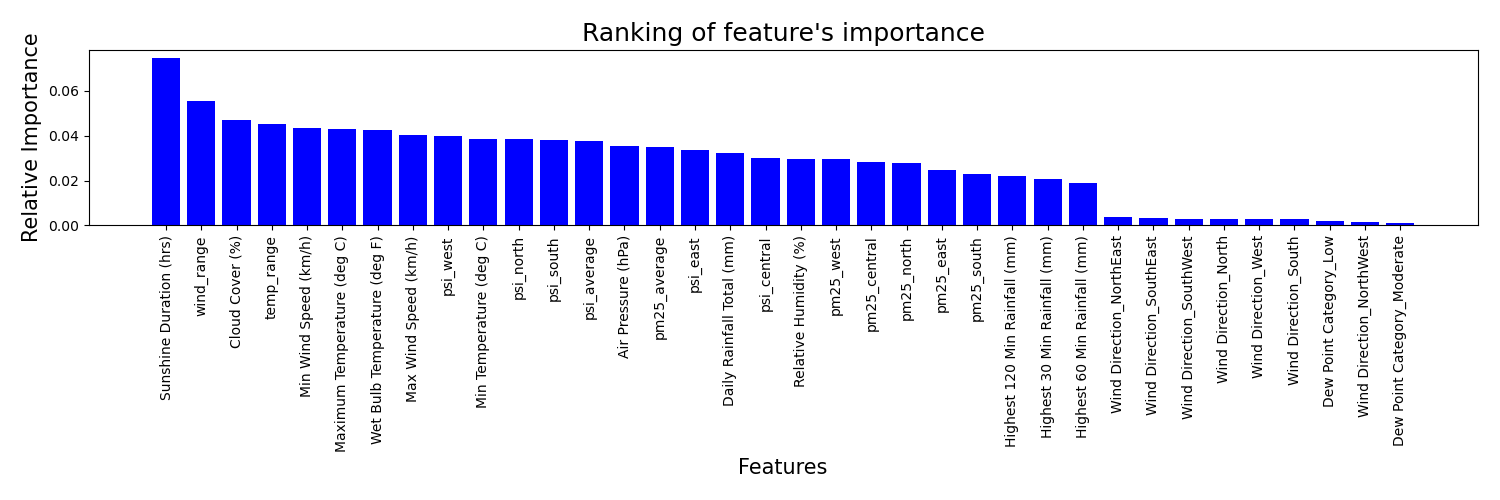 Ranking of feature's importance
Relative Importance
0.06
0.04
0.02
0.00
Sunshine Duration (hrs)
wind_range
Cloud Cover (%)
temp_range
Min Wind Speed (km/h)
Maximum Temperature (deg C)
Wet Bulb Temperature (deg F)
Max Wind Speed (km/h)
psi_west
Min Temperature (deg C)
psi_north
psi_south
psi_average
Air Pressure (hPa)
pm25_average
psi_east
Daily Rainfall Total (mm)
psi_central
Relative Humidity (%)
pm25_west
pm25_central
pm25_north
pm25_east
pm25_south
Highest 120 Min Rainfall (mm)
Highest 30 Min Rainfall (mm)
Highest 60 Min Rainfall (mm)
Wind Direction_NorthEast
Wind Direction_SouthEast
Wind Direction_SouthWest
Wind Direction_North
Wind Direction_West
Wind Direction_South
Dew Point Category_Low
Wind Direction_NorthWest
Dew Point Category_Moderate
Features